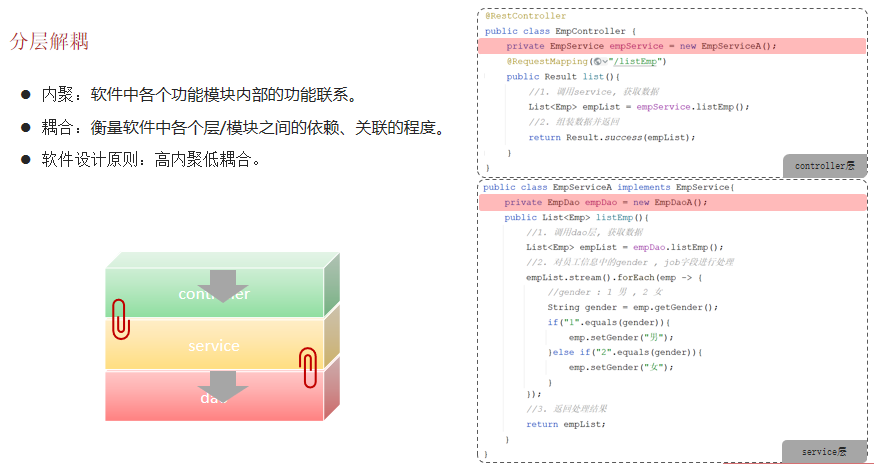 分层解耦
● 内聚：软件中各个功能模块内部的功能联系。
● 耦合：衡量软件中各个层/模块之间的依赖、关联的程度。
● 软件设计原则：高内聚低耦合。
controller
service
dao
@RestController
public class EmpController {
private EmpService empService = new EmpServiceA();
@RequestMapping("/listEmp")
public Result list(){
//1. 调用service, 获取数据
List<Emp> empList = empService.listEmp();
//2. 组装数据并返回
return Result.success(empList);
}
}
controller层
public class EmpServiceA implements EmpService{
private EmpDao empDao = new EmpDaoA();
public List<Emp> listEmp(){
//1. 调用dao层, 获取数据
List<Emp> empList = empDao.listEmp();
//2. 对员工信息中的gender , job字段进行处理
empList.stream().forEach(emp -> {
//gender : 1 男 , 2 女
String gender = emp.getGender();
if("1".equals(gender)){
emp.setGender("男");
}else if("2".equals(gender)){
emp.setGender("女");
}
});
//3. 返回处理结果
return empList;
}
}
service层